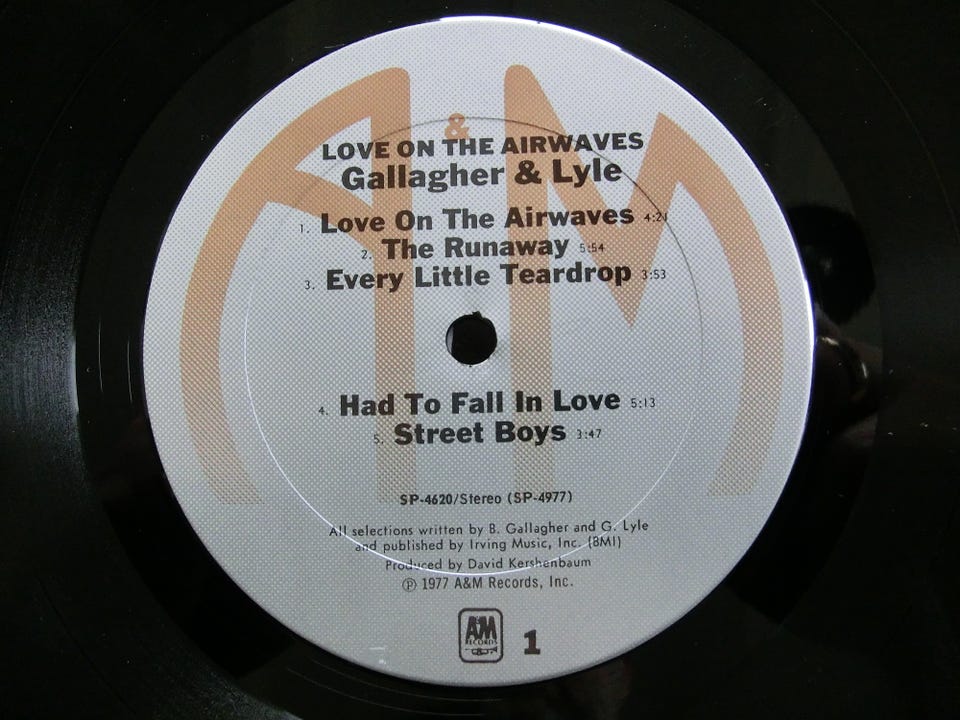 &
LOVE ON THE AIRWAVES
Gallagher & Lyle
1. Love On The Airwaves 4:21
2. The Runaway 5:54
3. Every Little Teardrop 3:53
4. Had To Fall In Love 5:13
5. Street Boys 3:47
SP-4620/Stereo (SP-4977)
All selections written by B. Gallagher and G. Lyle
and published by Irving Music, Inc. (BMI)
Produced by David Kershenbaum
Ⓟ 1977 A&M Records, Inc.
A&M
RECORDS
1